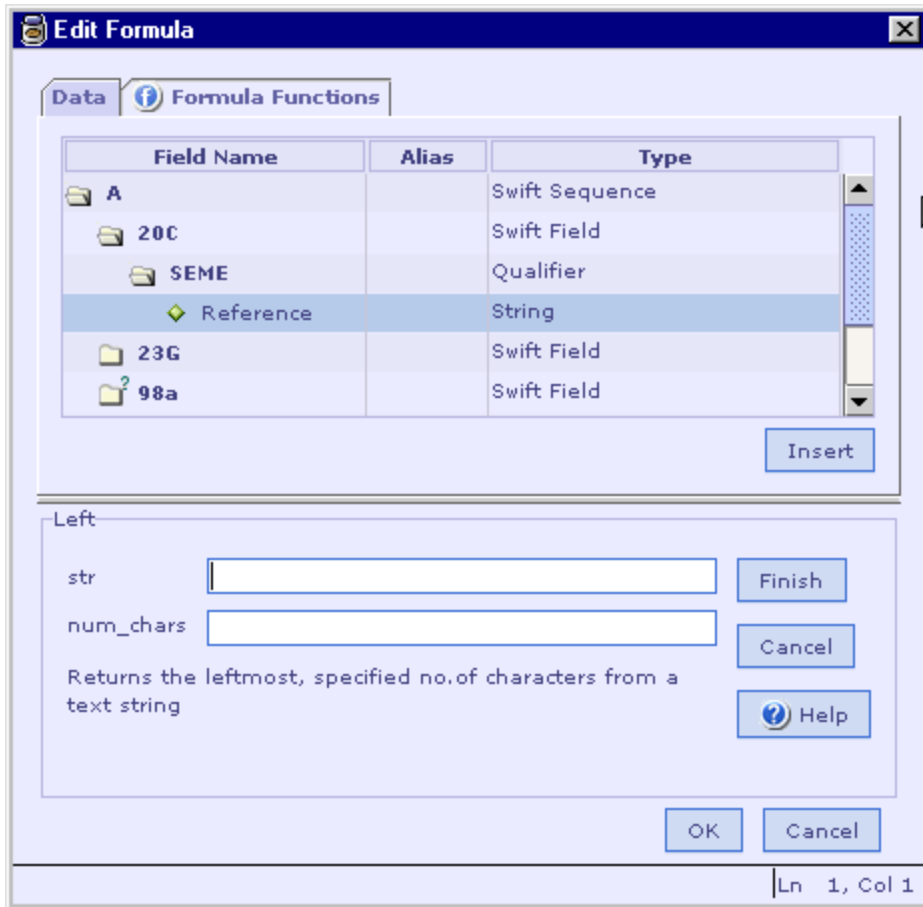 Edit Formula
Data Formula Functions
Field Name Alias Type
A Swift Sequence
20C Swift Field
SEME Qualifier
Reference String
23G Swift Field
? 98a Swift Field
Insert
Left
str Finish
num_chars
Cancel
Returns the leftmost, specified no.of characters from a
text string
? Help
OK Cancel
Ln 1, Col 1